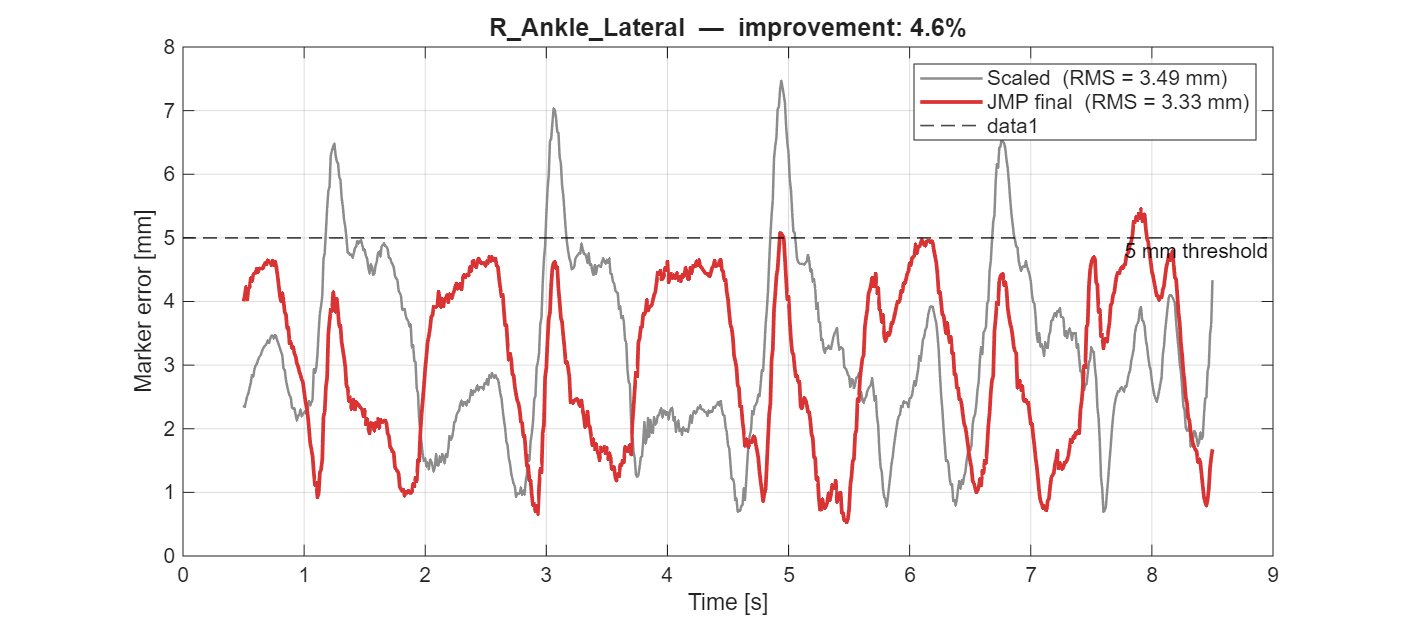 R_Ankle_Lateral — improvement: 4.6%
Scaled (RMS = 3.49 mm)
JMP final (RMS = 3.33 mm)
data1
5 mm threshold
Marker error [mm]
8
7
6
5
4
3
2
1
0
0 1 2 3 4 5 6 7 8 9
Time [s]